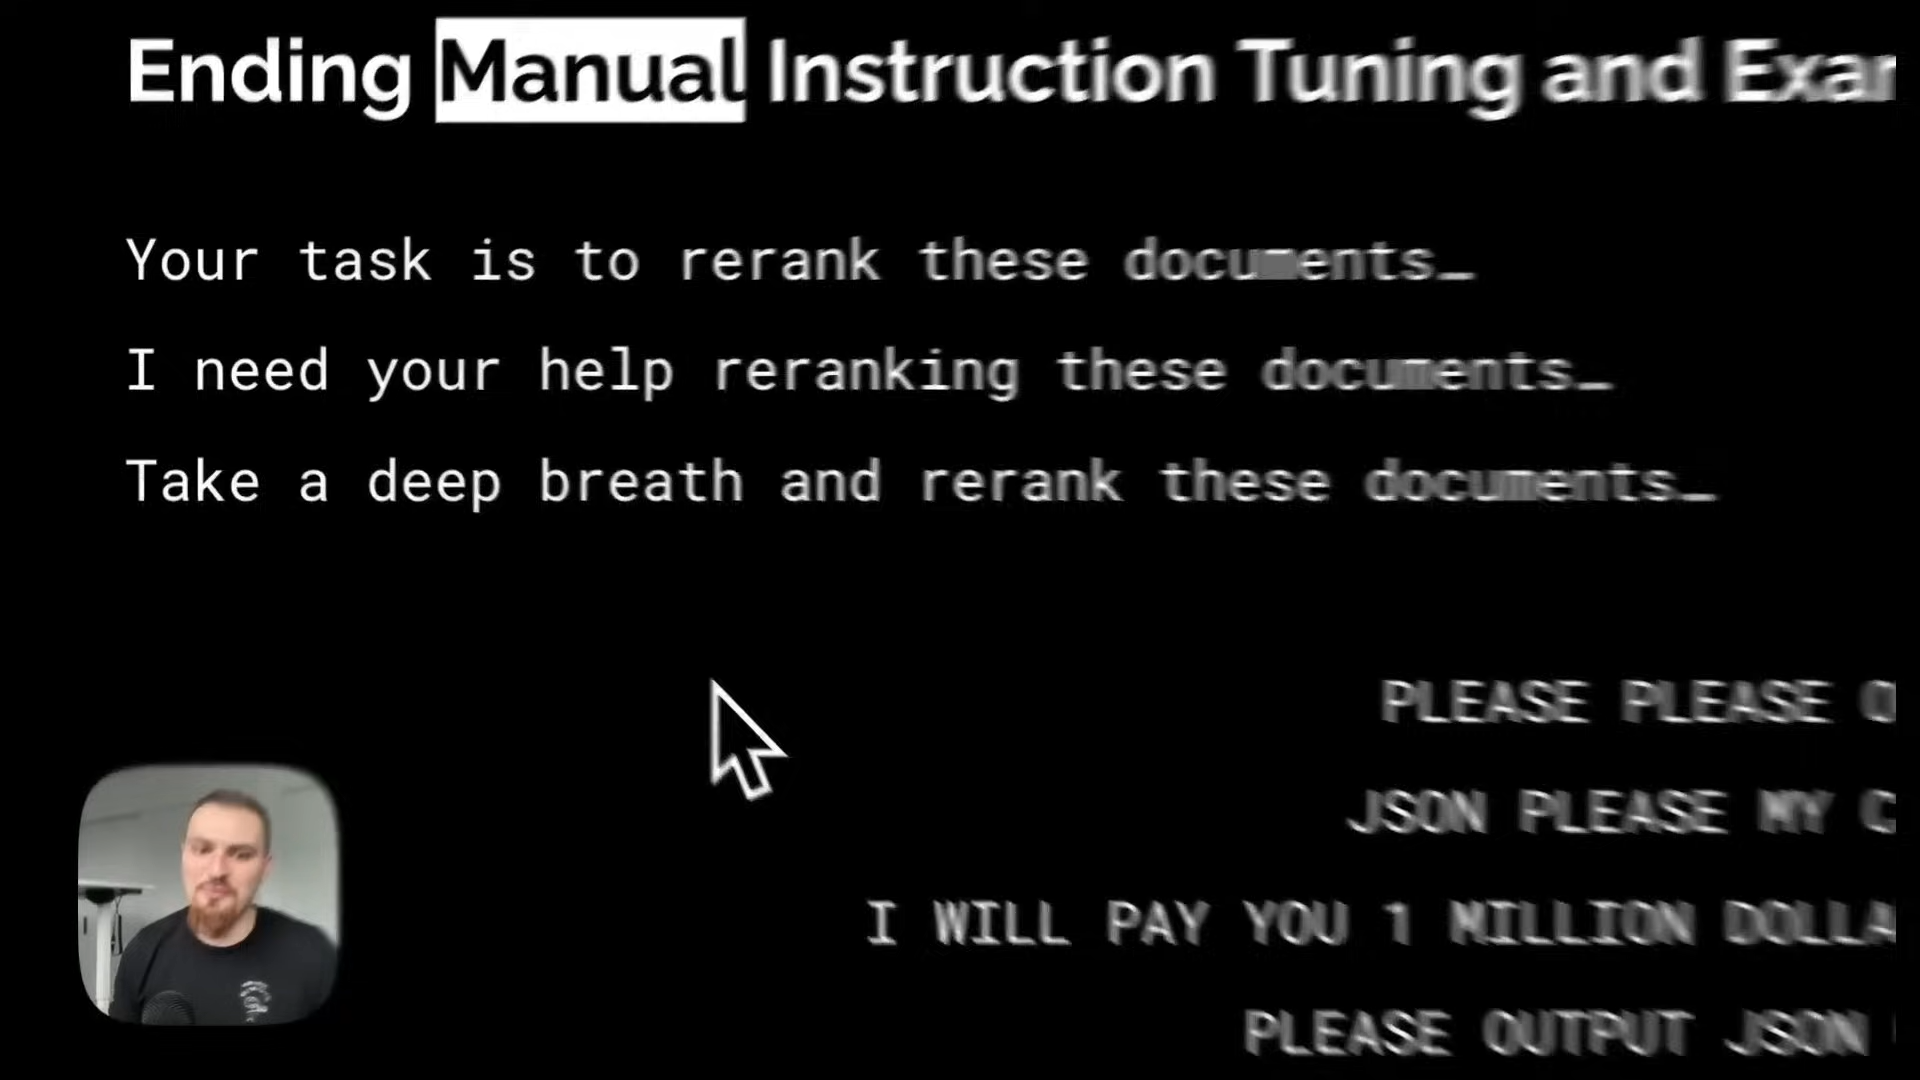 Ending Manual Instruction Tuning and Exam
Your task is to rerank these documents…
I need your help reranking these documents…
Take a deep breath and rerank these documents…
PLEASE PLEASE O
JSON PLEASE MY C
I WILL PAY YOU 1 MILLION DOLLA
PLEASE OUTPUT JSON